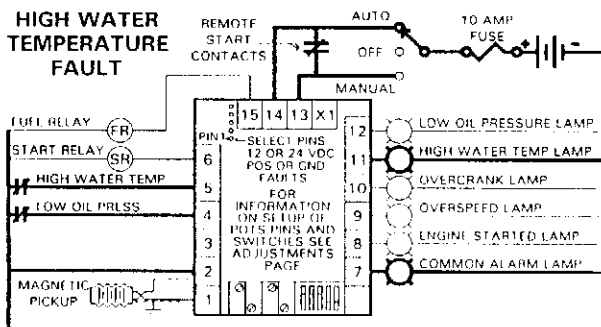 HIGH WATER
TEMPERATURE
FAULT
REMOTE
START
CONTACTS
AUTO
OFF
MANUAL
10 AMP
FUSE
+
-
FUEL RELAY
FR
START RELAY
SR
HIGH WATER TEMP
LOW OIL PRESS
MAGNETIC
PICKUP
15 14 13 X1
PIN1
6
5
4
3
2
1
SELECT PINS
12 OR 24 VDC
POS OR GND
FAULTS
FOR
INFORMATION
ON SETUP OF
POTS PINS AND
SWITCHES SEE
ADJUSTMENTS
PAGE
12
11
10
9
8
7
LOW OIL PRESSURE LAMP
HIGH WATER TEMP LAMP
OVERCRANK LAMP
OVERSPEED LAMP
ENGINE STARTED LAMP
COMMON ALARM LAMP